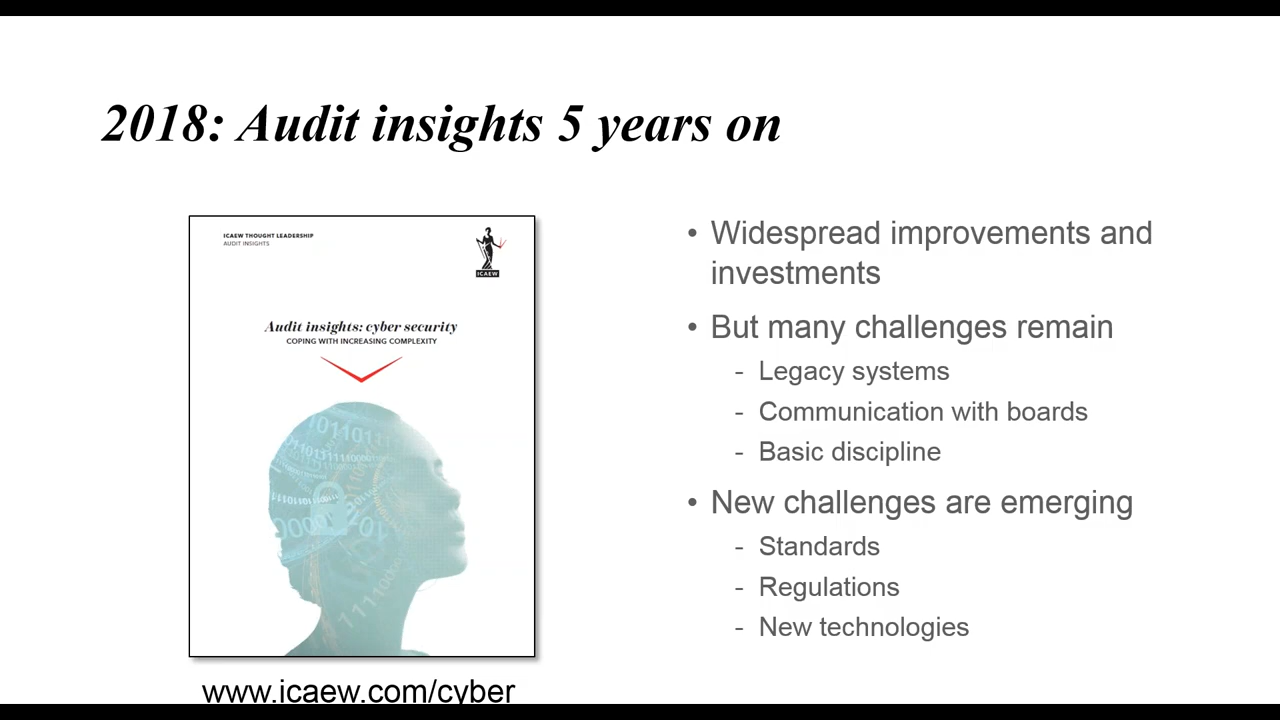 2018: Audit insights 5 years on
ICAEW THOUGHT LEADERSHIP
AUDIT INSIGHTS
ICAEW
Audit insights: cyber security
COPING WITH INCREASING COMPLEXITY
www.icaew.com/cyber
• Widespread improvements and
investments
• But many challenges remain
- Legacy systems
- Communication with boards
- Basic discipline
• New challenges are emerging
- Standards
- Regulations
- New technologies